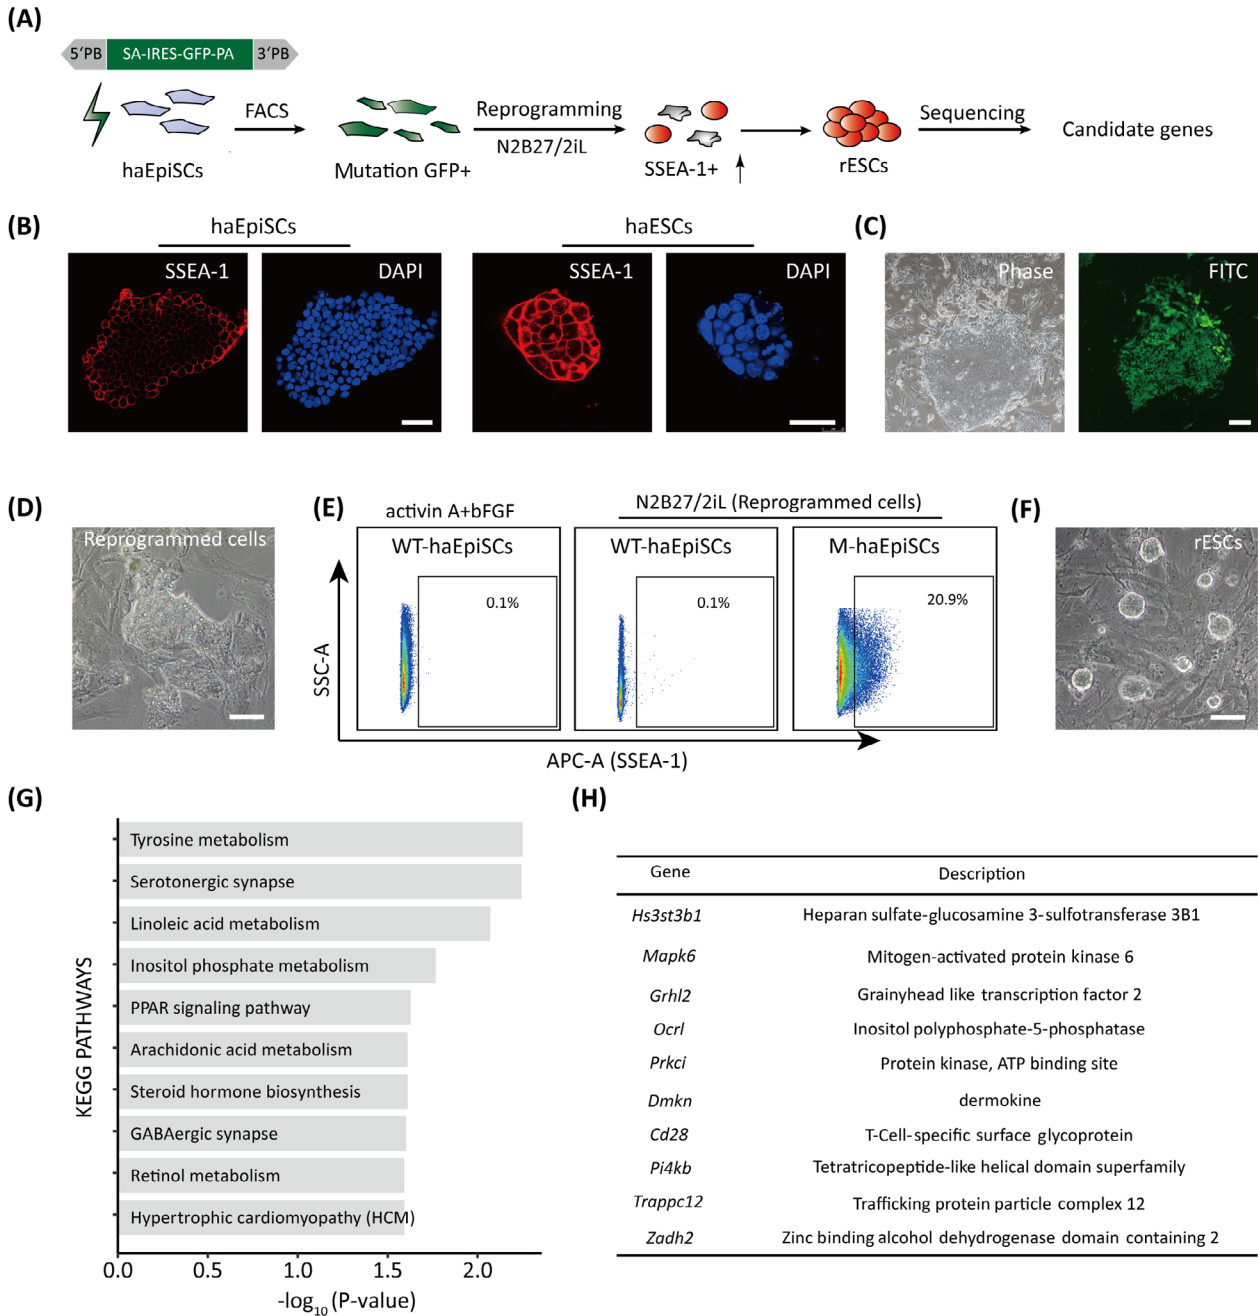 (A)
5‘PB SA-IRES-GFP-PA 3‘PB
FACS
Reprogramming
N2B27/2iL
Sequencing
haEpiSCs
Mutation GFP+
SSEA-1+
rESCs
Candidate genes
(B)
haEpiSCs
haESCs
SSEA-1
DAPI
SSEA-1
DAPI
(C)
Phase
FITC
(D)
Reprogrammed cells
(E)
activin A+bFGF
N2B27/2iL (Reprogrammed cells)
WT-haEpiSCs
WT-haEpiSCs
M-haEpiSCs
0.1%
0.1%
20.9%
SSC-A
APC-A (SSEA-1)
(F)
rESCs
(G)
KEGG PATHWAYS
Tyrosine metabolism
Serotonergic synapse
Linoleic acid metabolism
Inositol phosphate metabolism
PPAR signaling pathway
Arachidonic acid metabolism
Steroid hormone biosynthesis
GABAergic synapse
Retinol metabolism
Hypertrophic cardiomyopathy (HCM)
0.0 0.5 1.0 1.5 2.0
-log10 (P-value)
(H)
Gene Description
Hs3st3b1 Heparan sulfate-glucosamine 3-sulfotransferase 3B1
Mapk6 Mitogen-activated protein kinase 6
Grhl2 Grainyhead like transcription factor 2
Ocrl Inositol polyphosphate-5-phosphatase
Prkci Protein kinase, ATP binding site
Dmkn dermokine
Cd28 T-Cell-specific surface glycoprotein
Pi4kb Tetratricopeptide-like helical domain superfamily
Trappc12 Trafficking protein particle complex 12
Zadh2 Zinc binding alcohol dehydrogenase domain containing 2